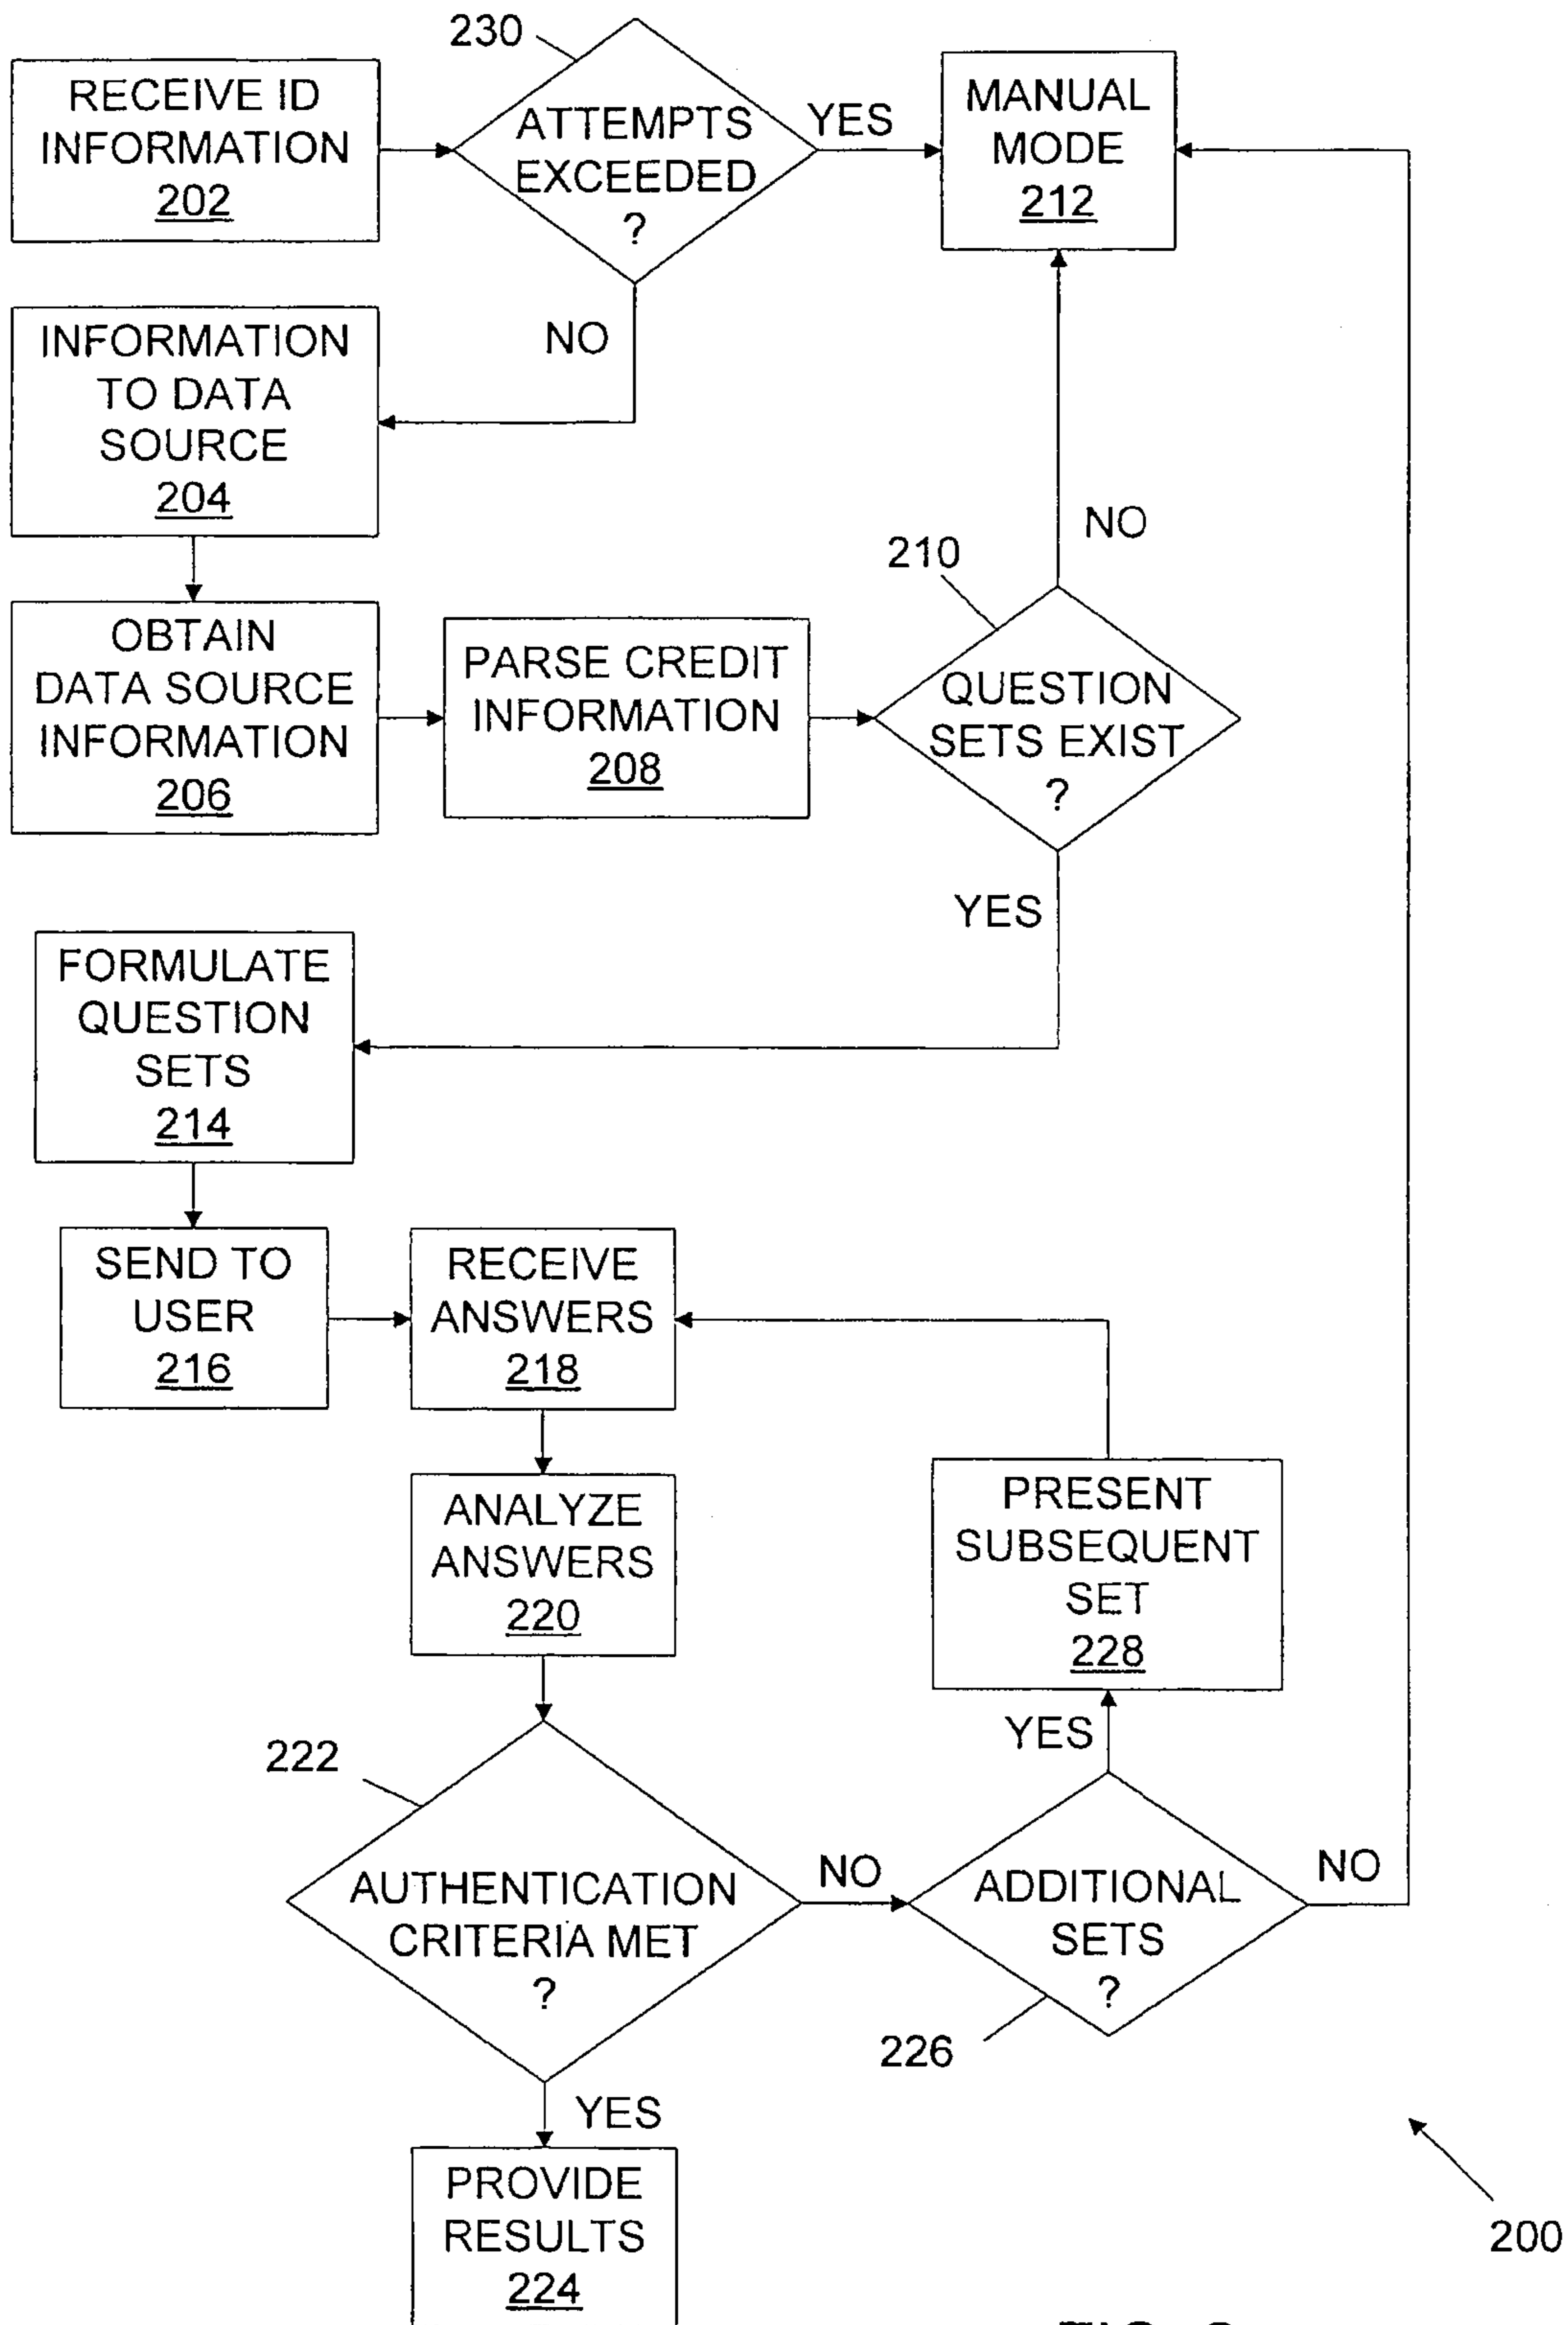 230
RECEIVE ID
INFORMATION
202
ATTEMPTS
EXCEEDED
?
YES
MANUAL
MODE
212
NO
INFORMATION
TO DATA
SOURCE
204
NO
210
OBTAIN
DATA SOURCE
INFORMATION
206
PARSE CREDIT
INFORMATION
208
QUESTION
SETS EXIST
?
YES
FORMULATE
QUESTION
SETS
214
SEND TO
USER
216
RECEIVE
ANSWERS
218
ANALYZE
ANSWERS
220
PRESENT
SUBSEQUENT
SET
228
YES
222
AUTHENTICATION
CRITERIA MET
?
NO
ADDITIONAL
SETS
?
NO
226
YES
PROVIDE
RESULTS
224
200